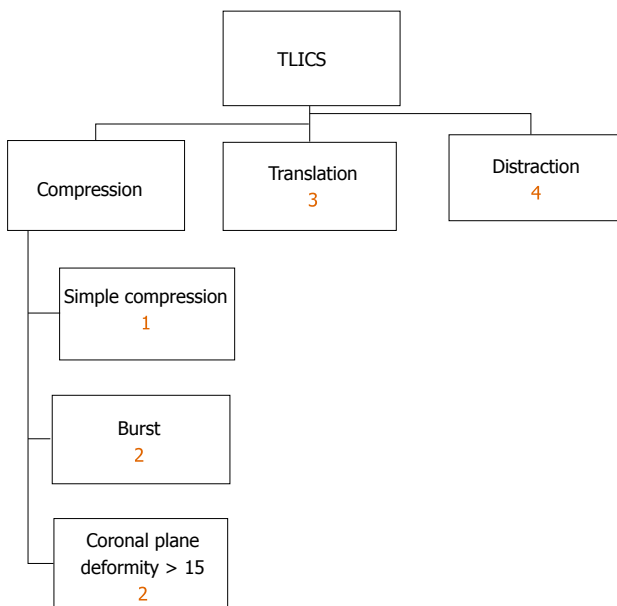 TLICS
Compression
Translation
3
Distraction
4
Simple compression
1
Burst
2
Coronal plane
deformity > 15
2